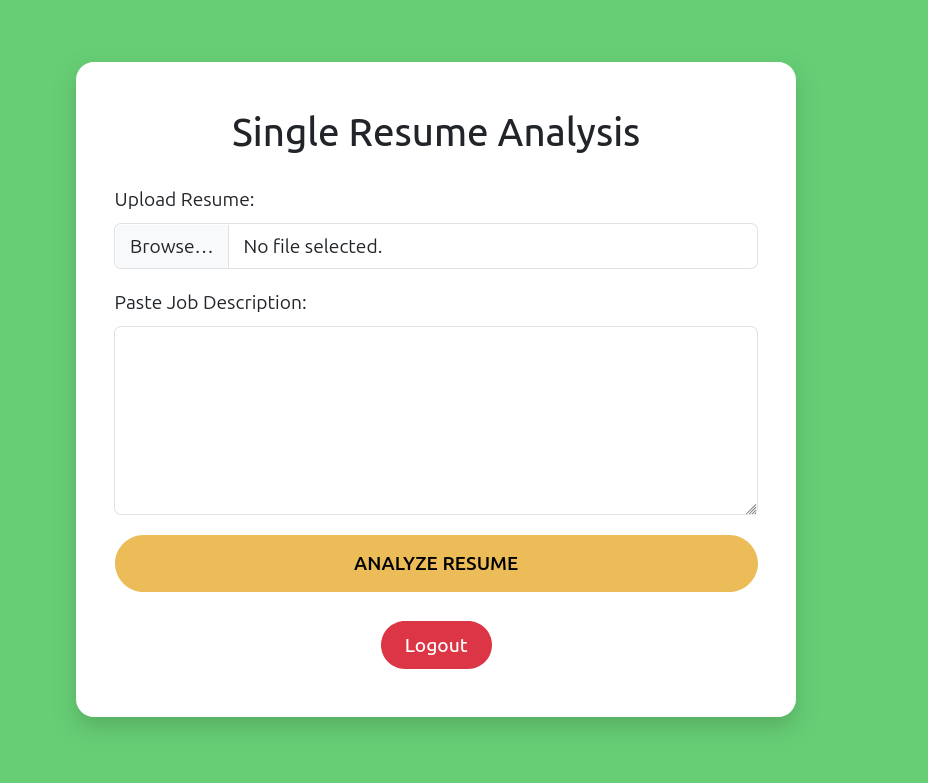 Single Resume Analysis
Upload Resume:
Browse… No file selected.
Paste Job Description:
ANALYZE RESUME
Logout